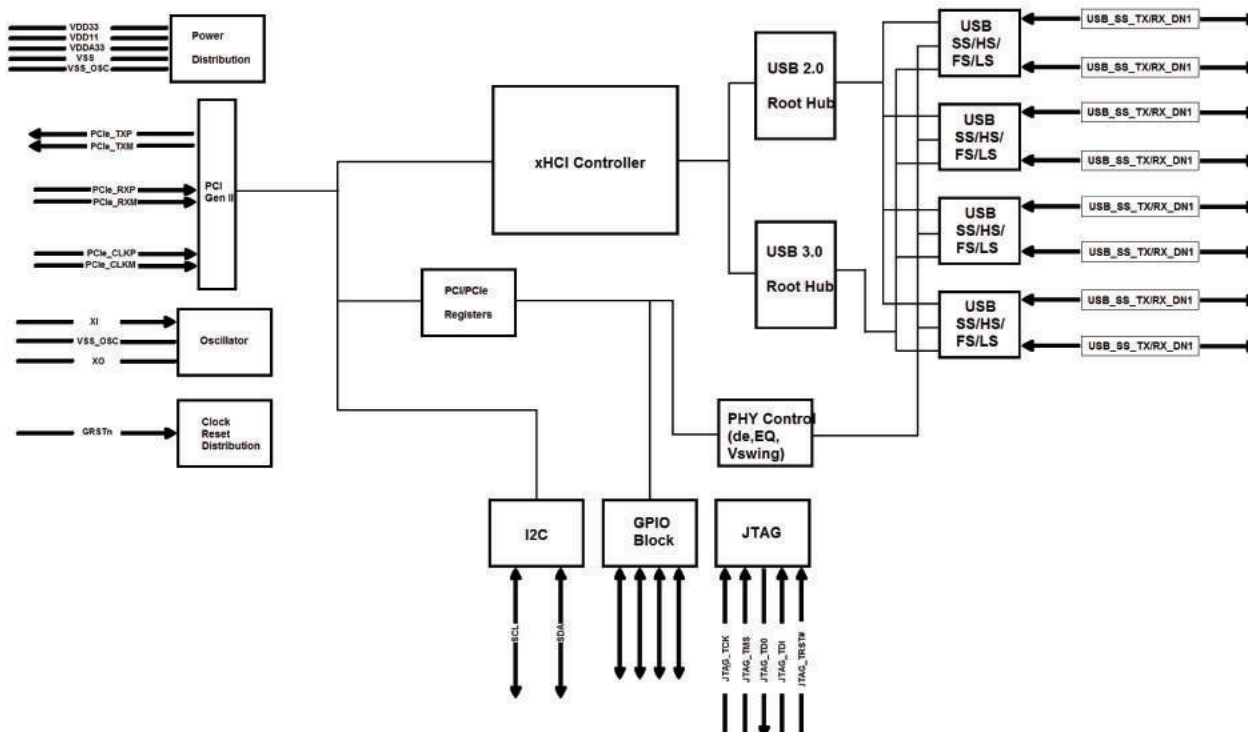 VDD33
VDD11
VDDA33
VSS
VSS_OSC
Power
Distribution
PCIe_TXP
PCIe_TXM
PCIe_RXP
PCIe_RXM
PCIe_CLKP
PCIe_CLKM
PCI
Gen II
XI
VSS_OSC
XO
Oscillator
GRSTn
Clock
Reset
Distribution
xHCI Controller
PCI/PCIe
Registers
USB 2.0
Root Hub
USB 3.0
Root Hub
USB
SS/HS/
FS/LS
USB_SS_TX/RX_DN1
USB_SS_TX/RX_DN1
USB
SS/HS/
FS/LS
USB_SS_TX/RX_DN1
USB_SS_TX/RX_DN1
USB
SS/HS/
FS/LS
USB_SS_TX/RX_DN1
USB_SS_TX/RX_DN1
USB
SS/HS/
FS/LS
USB_SS_TX/RX_DN1
USB_SS_TX/RX_DN1
PHY Control
(de,EQ,
Vswing)
I2C
SCL
SDA
GPIO
Block
JTAG
JTAG_TCK
JTAG_TMS
JTAG_TD0
JTAG_TDI
JTAG_TRST#